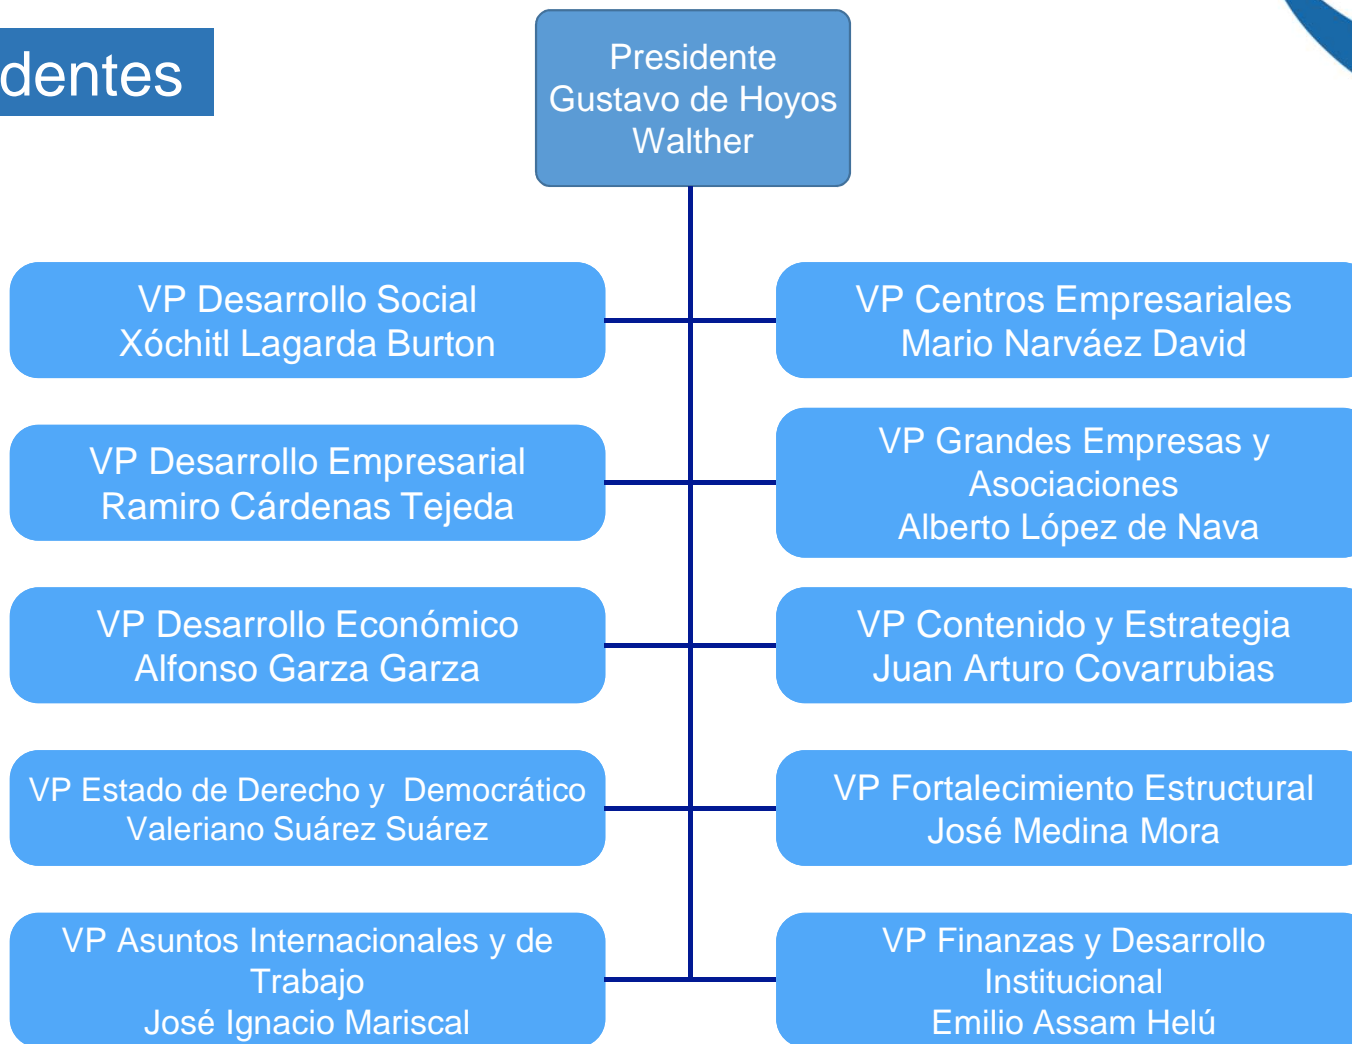 dentes
Presidente
Gustavo de Hoyos
Walther
VP Desarrollo Social
Xóchitl Lagarda Burton
VP Centros Empresariales
Mario Narváez David
VP Desarrollo Empresarial
Ramiro Cárdenas Tejeda
VP Grandes Empresas y
Asociaciones
Alberto López de Nava
VP Desarrollo Económico
Alfonso Garza Garza
VP Contenido y Estrategia
Juan Arturo Covarrubias
VP Estado de Derecho y  Democrático
Valeriano Suárez Suárez
VP Fortalecimiento Estructural
José Medina Mora
VP Asuntos Internacionales y de
Trabajo
José Ignacio Mariscal
VP Finanzas y Desarrollo
Institucional
Emilio Assam Helú